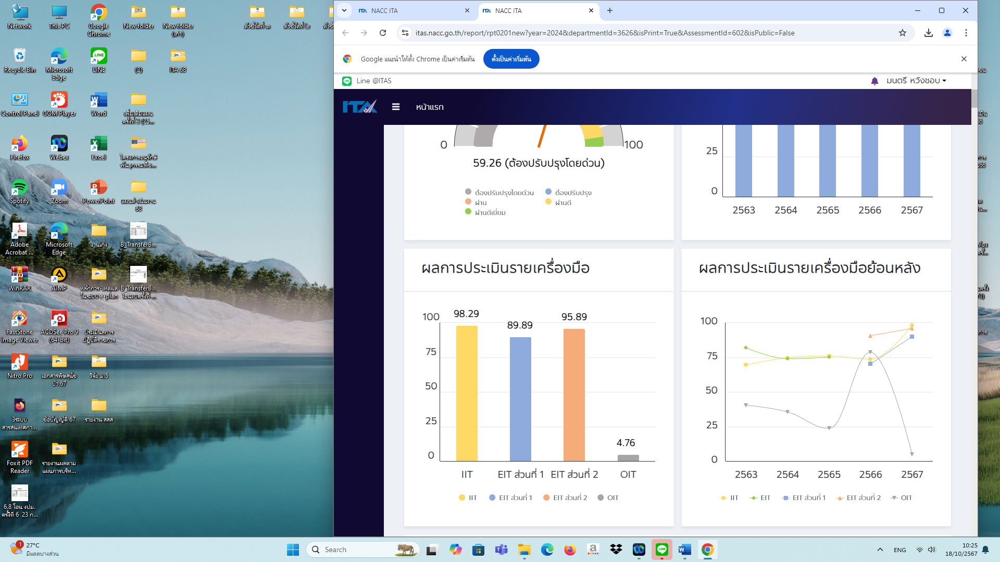 NACC ITA
NACC ITA
itas.nacc.go.th/report/rpt0201new?year=2024&departmentId=3626&isPrint=True&AssessmentId=602&isPublic=False
Google แนะนำให้ตั้ง Chrome เป็นค่าเริ่มต้น
ตั้งเป็นค่าเริ่มต้น
Line @ITAS
มนตรี หวังชอบ
ITA
หน้าแรก
0
100
59.26 (ต้องปรับปรุงโดยด่วน)
ต้องปรับปรุงโดยด่วน
ต้องปรับปรุง
ผ่าน
ผ่านดี
ผ่านดีเยี่ยม
25
0
2563 2564 2565 2566 2567
ผลการประเมินรายเครื่องมือ
100
75
50
25
0
98.29
89.89
95.89
4.76
IIT EIT ส่วนที่ 1 EIT ส่วนที่ 2 OIT
IIT EIT ส่วนที่ 1 EIT ส่วนที่ 2 OIT
ผลการประเมินรายเครื่องมือย้อนหลัง
100
75
50
25
0
2563 2564 2565 2566 2567
IIT EIT EIT ส่วนที่ 1 EIT ส่วนที่ 2 OIT
Network
This PC
Google
Chrome
New folder
New folder
(เก่า)
ตัวชี้วัดที่ ๑
ตัวชี้วัดที่ ๒
Recycle Bin
Microsoft
Edge
LINE
(2)
ITA 68
Control Panel
GOM Player
Word
เพิ่มเติมแผน
ครั้งที่ 3 (25...
Firefox
Webex
Excel
โครงการอนุรักษ์
พันธุกรรมพืช...
Spotify
Zoom
PowerPoint
แผนดำเนินงาน
68
Adobe
Acrobat ...
Microsoft
Edge
งานเก่ง
B_TransferB...
WinRAR
AIMP
หลักการ-เหตุผล
ในระบบ e-plan
B_TransferB...
โอนงบครั้งที่ ...
FastStone
Image Viewer
ACDSee Pro 9
(64-bit)
ประเมินผลการ
ปฏิบัติราชการ
Nitro Pro
เอกสารพิษสุนัข
บ้า 67
วิจัย ม.5
3ระบบ
สารสนเทศกา...
ข้อบัญญัติ 67
รายงาน สสส
Foxit PDF
Reader
รายงานผลตาม
แผนการบริห...
6.8 โอน งปม.
ครั้งที่ 6 23 ก...
1
27°C
มีแดดบางส่วน
Search
ENG
10:25
18/10/2567